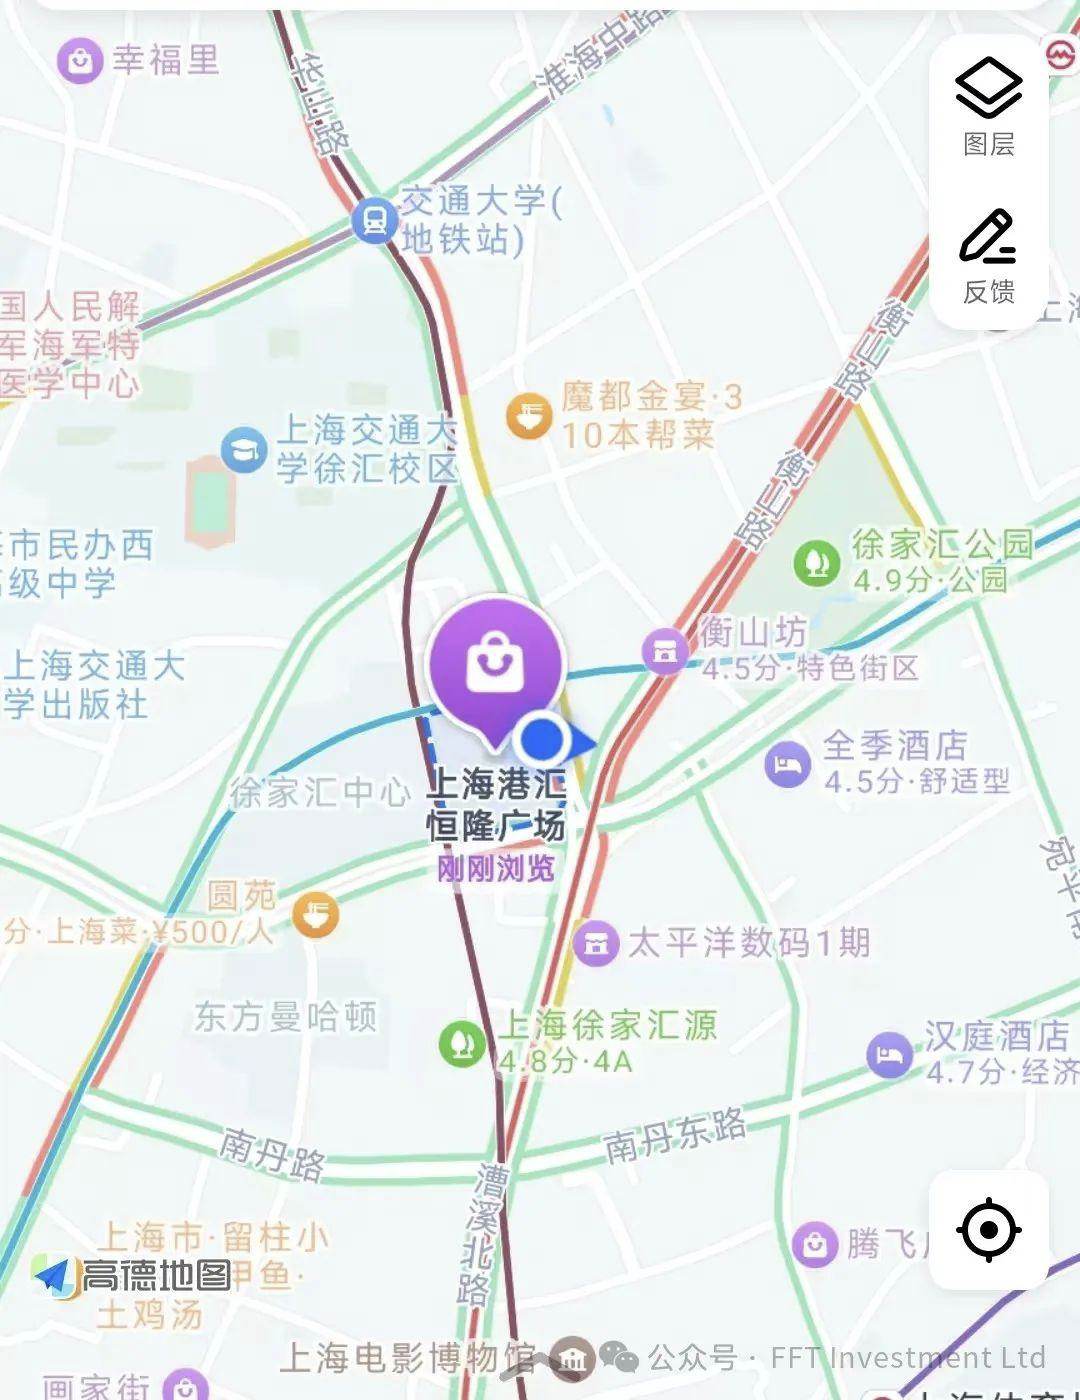 幸福里
华山路
淮海中路
图层
交通大学(
地铁站)
反馈
国人民解
军海军特
医学中心
衡山路
魔都金宴·3
10本帮菜
上海交通大
学徐汇校区
衡山路
市民办西
级中学
徐家汇公园
4.9分·公园
衡山坊
4.5分·特色街区
上海交通大
学出版社
全季酒店
4.5分·舒适型
徐家汇中心
上海港汇
恒隆广场
刚刚浏览
宛平南
圆苑
分·上海菜·¥500/人
太平洋数码1期
东方曼哈顿
上海徐家汇源
4.8分·4A
汉庭酒店
4.7分·经济
南丹路
南丹东路
漕溪北路
上海市·留柱小
甲鱼·
土鸡汤
高德地图
腾飞
上海电影博物馆
公众号 · FFT Investment Ltd
画家街